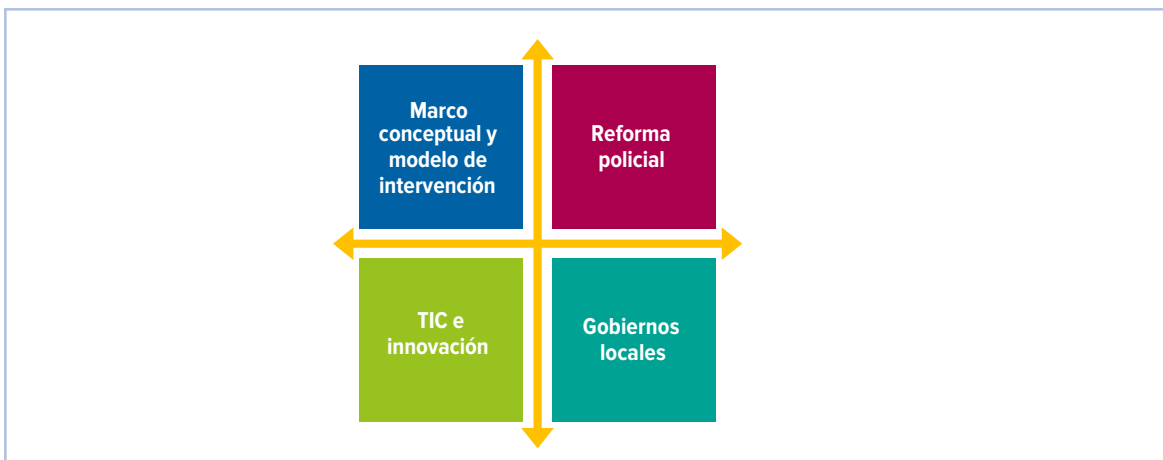 Marco
conceptual y
modelo de
intervención
Reforma
policial
TIC e
innovación
Gobiernos
locales